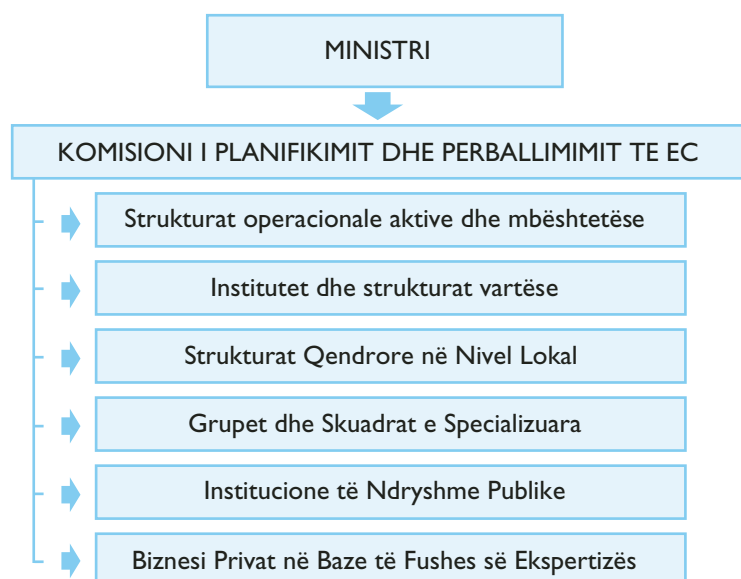 MINISTRI
KOMISIONI I PLANIFIKIMIT DHE PERBALLIMIMIT TE EC
Strukturat operacionale aktive dhe mbështetëse
Institutet dhe strukturat vartëse
Strukturat Qendrore në Nivel Lokal
Grupet dhe Skuadrat e Specializuara
Institucione të Ndryshme Publike
Biznesi Privat në Baze të Fushes së Ekspertizës